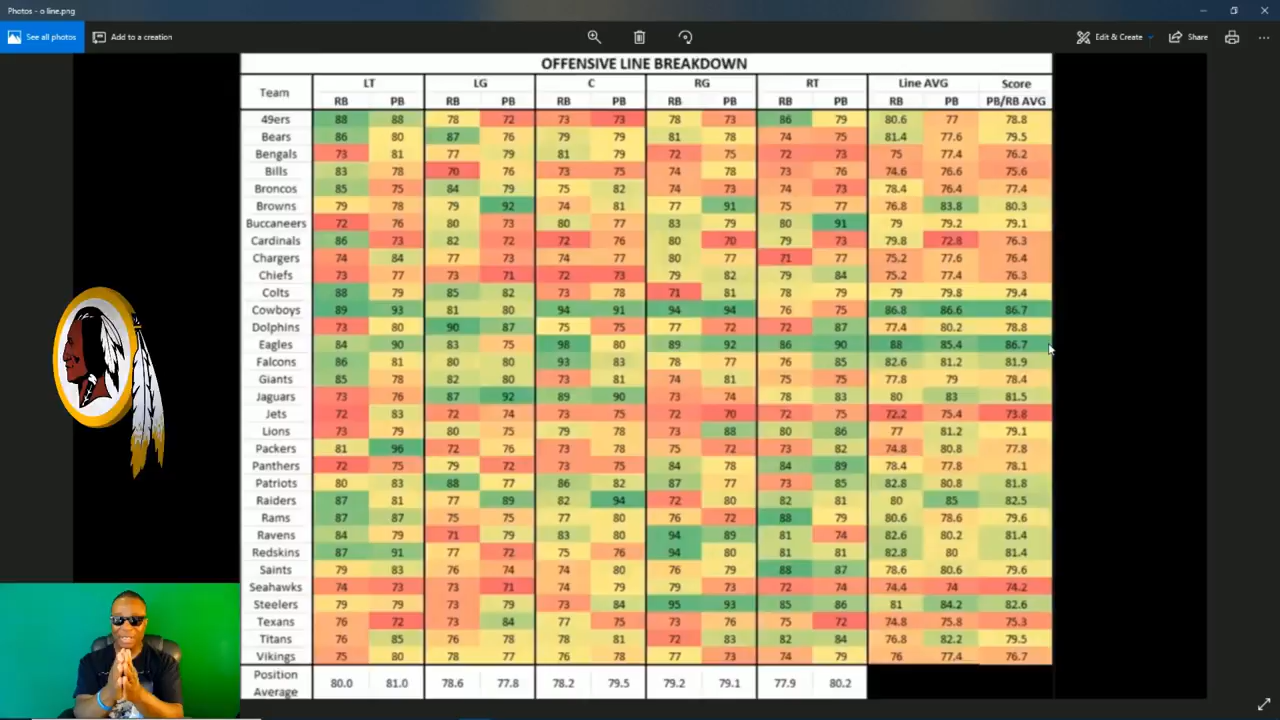 Photos - o line.png
See all photos Add to a creation Edit & Create Share
OFFENSIVE LINE BREAKDOWN
Team LT LG C RG RT Line AVG Score
RB PB RB PB RB PB RB PB RB PB RB PB PB/RB AVG
49ers 88 88 78 72 73 73 78 73 86 79 80.6 77 78.8
Bears 86 80 87 76 79 79 81 78 74 75 81.4 77.6 79.5
Bengals 73 81 77 79 81 79 72 75 72 73 75 77.4 76.2
Bills 83 78 70 76 73 75 74 78 73 76 74.6 76.6 75.6
Broncos 85 75 84 79 75 82 74 73 74 73 78.4 76.4 77.4
Browns 79 78 79 92 74 81 77 91 75 77 76.8 83.8 80.3
Buccaneers 72 76 80 73 80 77 83 79 80 91 79 79.2 79.1
Cardinals 86 73 82 72 72 76 80 70 79 73 79.8 72.8 76.3
Chargers 74 84 77 73 74 77 80 77 71 77 75.2 77.6 76.4
Chiefs 73 77 73 71 72 73 79 82 79 84 75.2 77.4 76.3
Colts 88 79 85 82 73 78 71 81 78 79 79 79.8 79.4
Cowboys 89 93 81 80 94 91 94 94 76 75 86.8 86.6 86.7
Dolphins 73 80 90 87 75 75 77 72 72 87 77.4 80.2 78.8
Eagles 84 90 83 75 98 80 89 92 86 90 88 85.4 86.7
Falcons 86 81 80 80 93 83 78 77 76 85 82.6 81.2 81.9
Giants 85 78 82 80 73 81 74 81 75 75 77.8 79 78.4
Jaguars 73 76 87 92 89 90 73 74 78 83 80 83 81.5
Jets 72 83 72 74 73 75 72 70 72 75 72.2 75.4 73.8
Lions 73 79 80 75 79 78 73 88 80 86 77 81.2 79.1
Packers 81 96 72 76 73 78 75 72 73 82 74.8 80.8 77.8
Panthers 72 75 79 72 73 75 84 78 84 89 78.4 77.8 78.1
Patriots 80 83 88 77 86 82 87 77 73 85 82.8 80.8 81.8
Raiders 87 81 77 89 82 94 72 80 82 81 80 85 82.5
Rams 87 87 75 75 77 80 76 72 88 79 80.6 78.6 79.6
Ravens 84 79 71 79 83 80 94 89 81 74 82.6 80.2 81.4
Redskins 87 91 77 72 75 76 94 80 81 81 82.8 80 81.4
Saints 79 83 76 74 74 80 76 79 88 87 78.6 80.6 79.6
Seahawks 74 73 73 71 73 79 79 73 72 74 74.4 74 74.2
Steelers 79 79 73 79 73 84 95 93 85 86 81 84.2 82.6
Texans 76 72 73 84 77 75 73 76 75 72 74.8 75.8 75.3
Titans 76 85 76 78 78 81 72 83 82 84 76.8 82.2 79.5
Vikings 75 80 78 77 76 78 77 73 74 79 76 77.4 76.7
Position Average 80.0 81.0 78.6 77.8 78.2 79.5 79.2 79.1 77.9 80.2